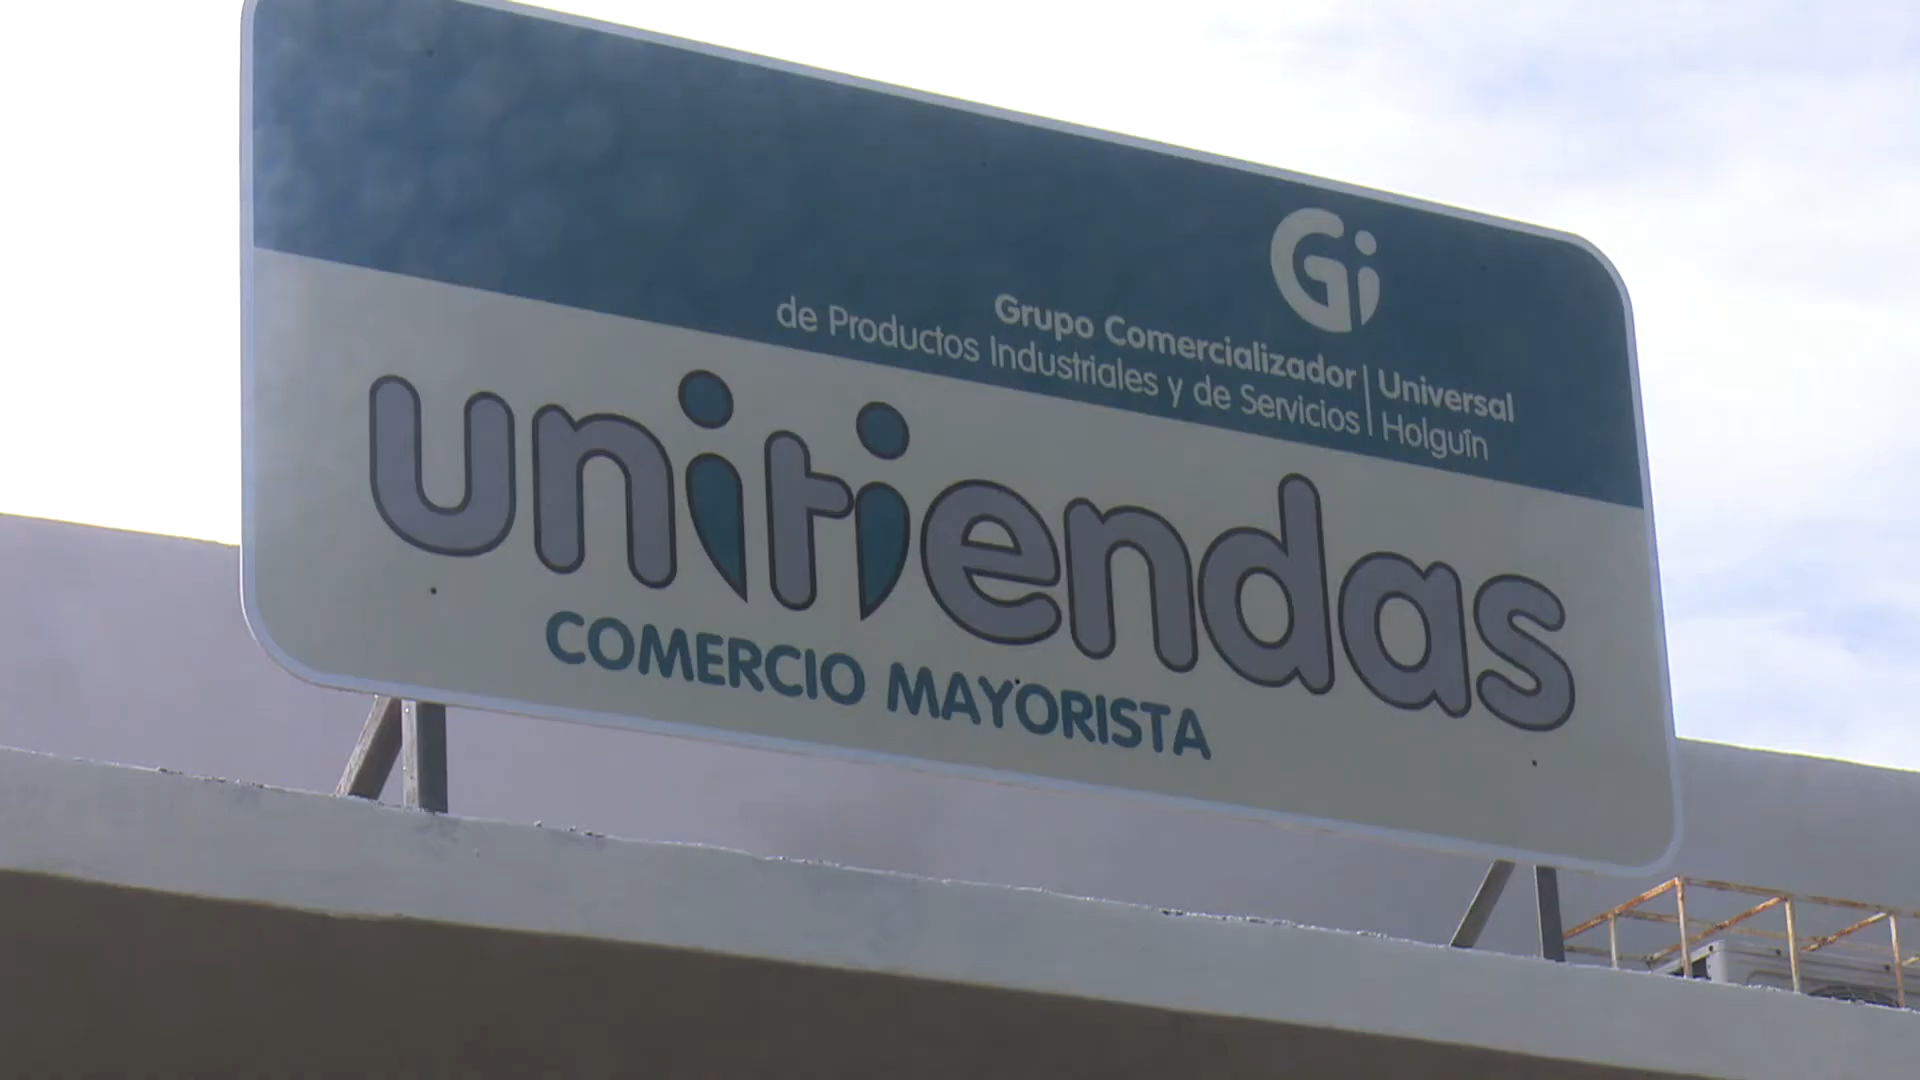 Gi
Grupo Comercializador | Universal
de Productos Industriales y de Servicios | Holguín
unitiendas
COMERCIO MAYORISTA